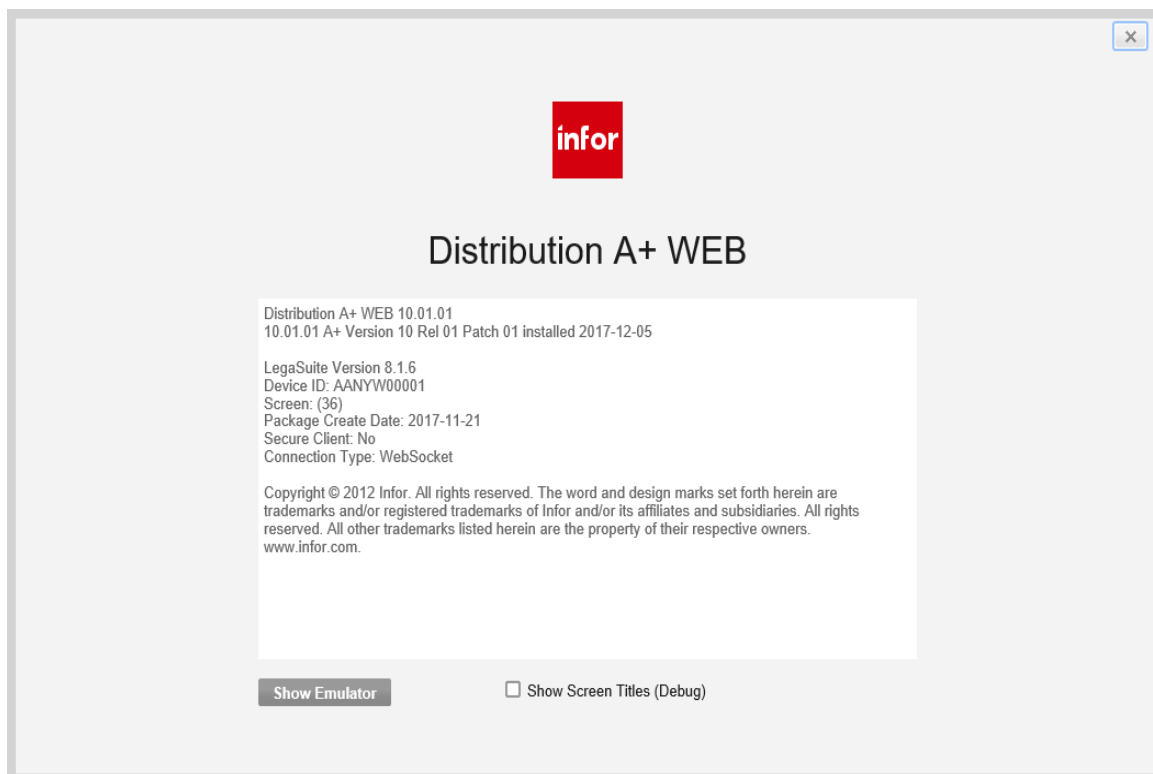 infor
Distribution A+ WEB
Distribution A+ WEB 10.01.01
10.01.01 A+ Version 10 Rel 01 Patch 01 installed 2017-12-05
LegaSuite Version 8.1.6
Device ID: AANYW00001
Screen: (36)
Package Create Date: 2017-11-21
Secure Client: No
Connection Type: WebSocket
Copyright © 2012 Infor. All rights reserved. The word and design marks set forth herein are
trademarks and/or registered trademarks of Infor and/or its affiliates and subsidiaries. All rights
reserved. All other trademarks listed herein are the property of their respective owners.
www.infor.com.
Show Emulator
Show Screen Titles (Debug)